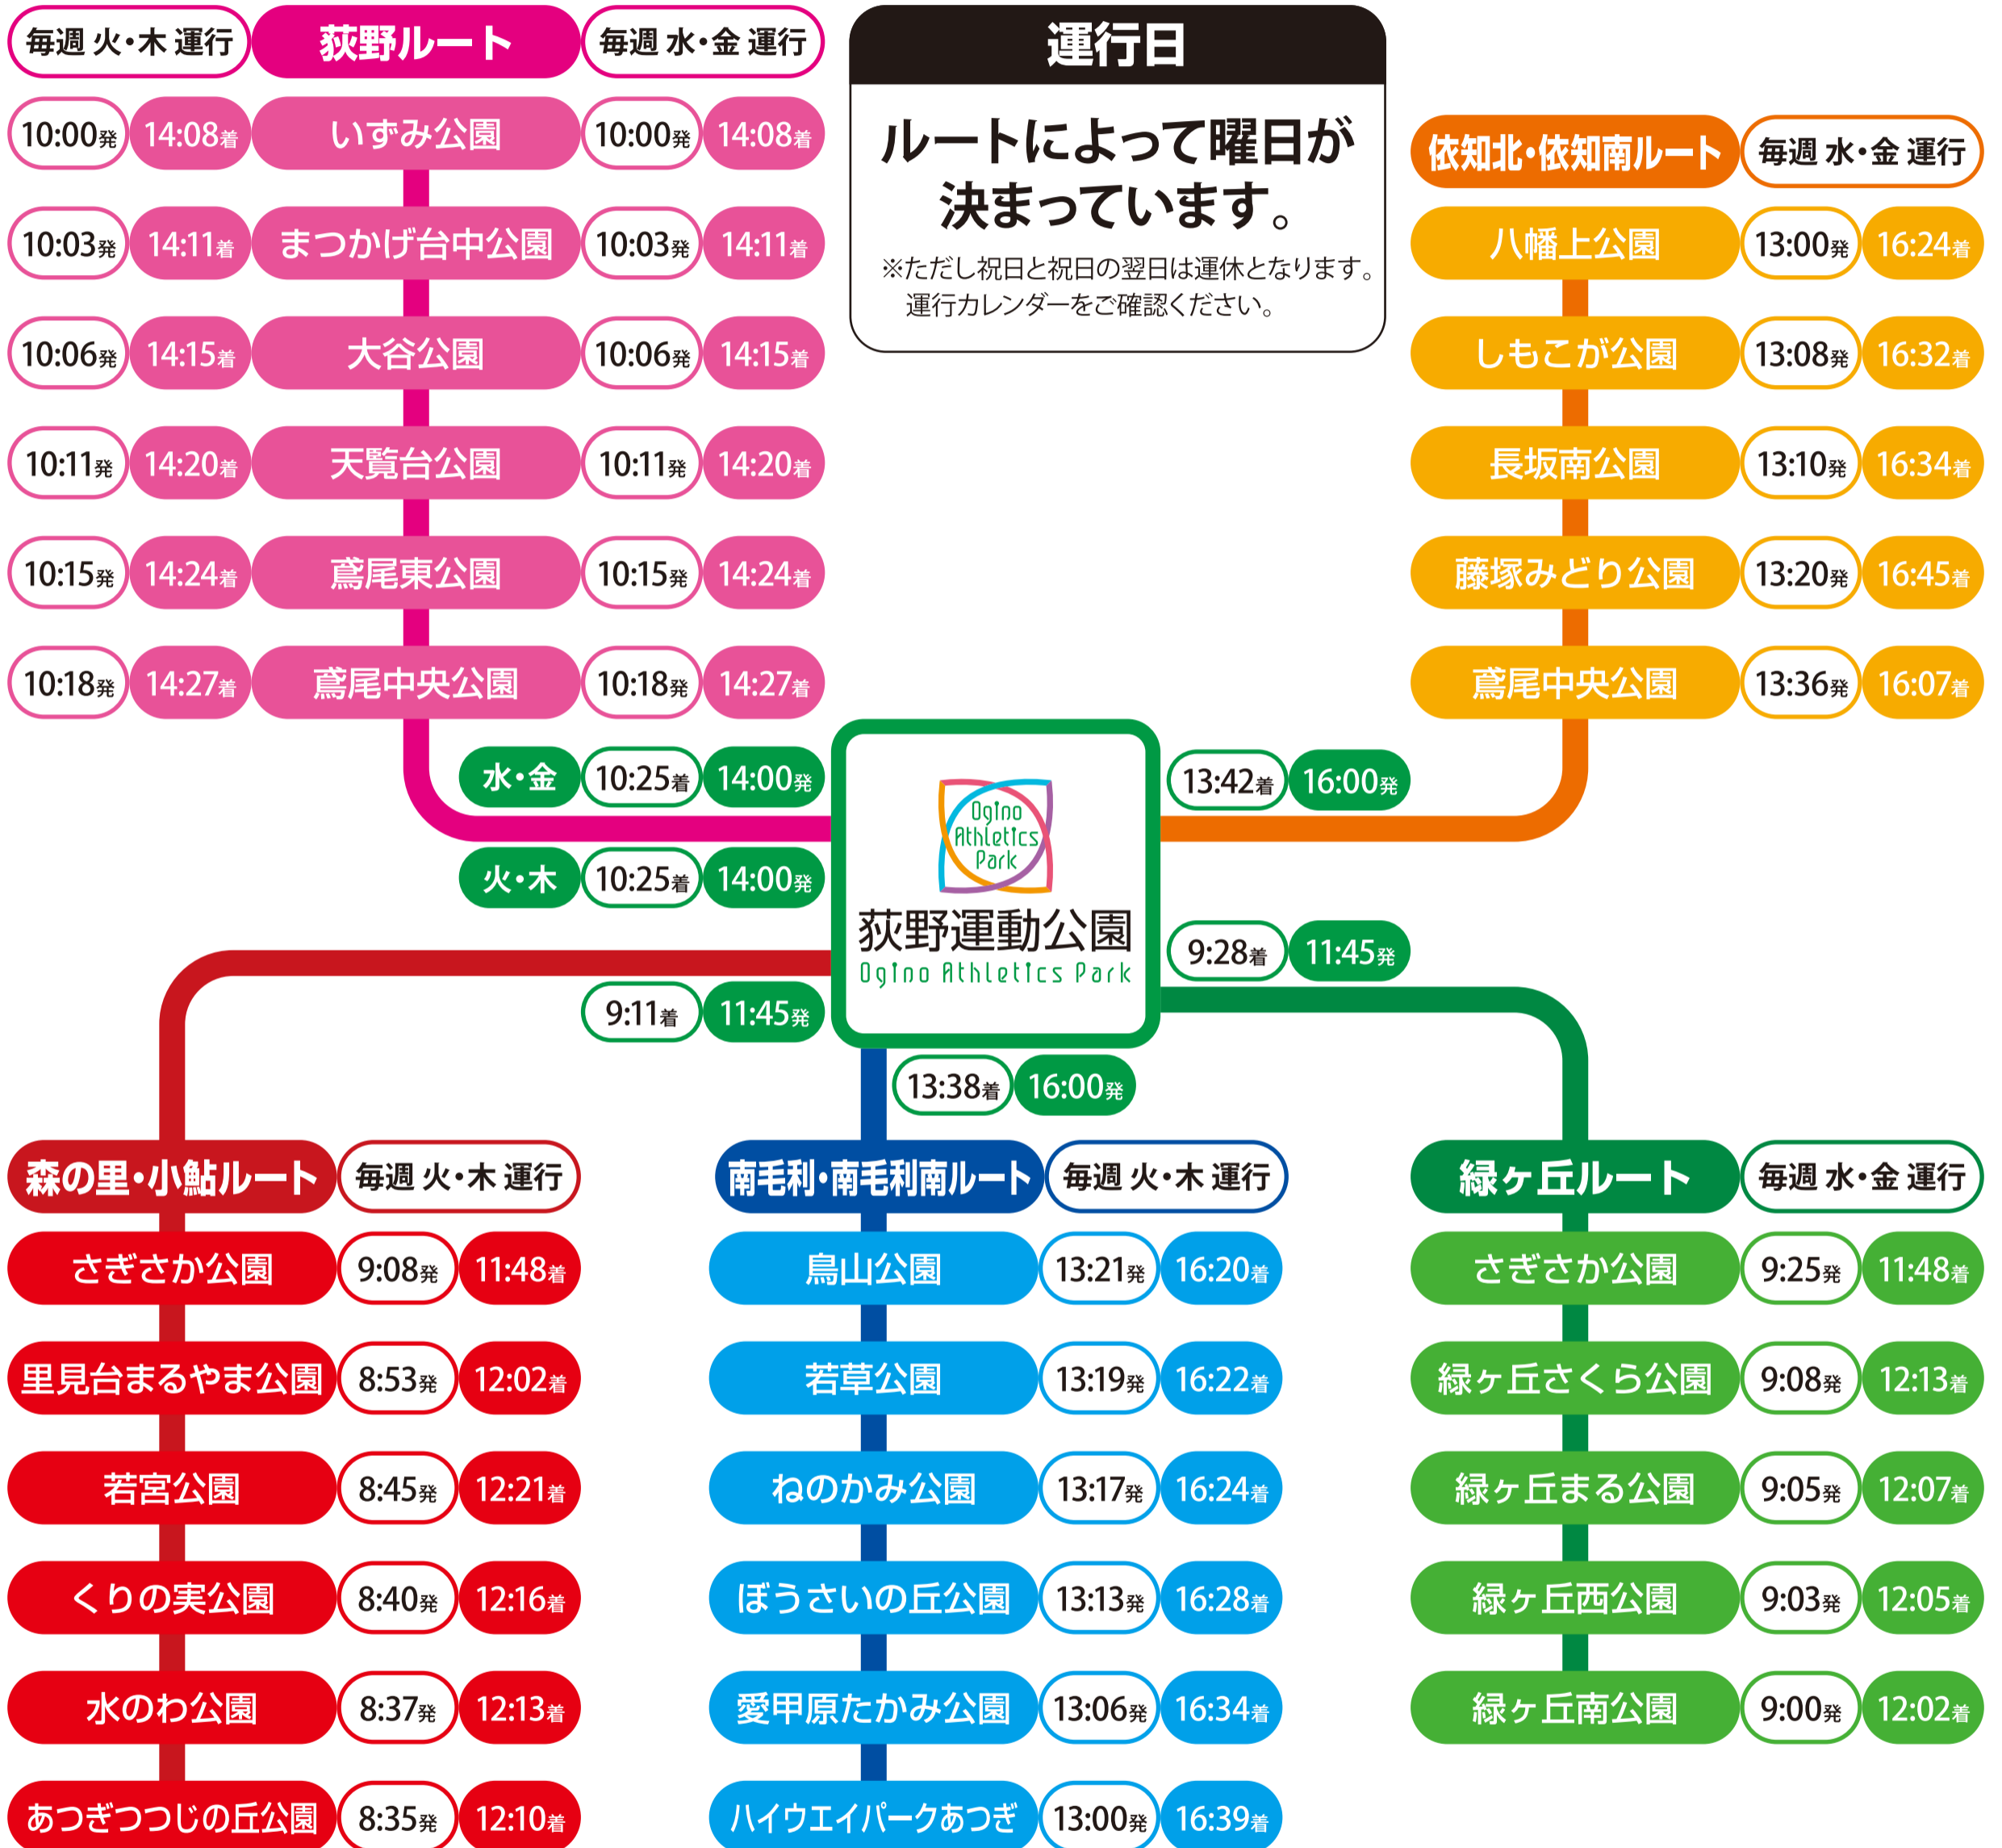 毎週 火・木 運行 荻野ルート 毎週 水・金 運行
10:00発 14:08着 いずみ公園 10:00発 14:08着
10:03発 14:11着 まつかげ台中公園 10:03発 14:11着
10:06発 14:15着 大谷公園 10:06発 14:15着
10:11発 14:20着 天覧台公園 10:11発 14:20着
10:15発 14:24着 鳶尾東公園 10:15発 14:24着
10:18発 14:27着 鳶尾中央公園 10:18発 14:27着
水・金 10:25着 14:00発
火・木 10:25着 14:00発
運行日
ルートによって曜日が
決まっています。
※ただし祝日と祝日の翌日は運休となります。
運行カレンダーをご確認ください。
依知北・依知南ルート 毎週 水・金 運行
八幡上公園 13:00発 16:24着
しもこが公園 13:08発 16:32着
長坂南公園 13:10発 16:34着
藤塚みどり公園 13:20発 16:45着
鳶尾中央公園 13:36発 16:07着
13:42着 16:00発
Ogino
Athletics
Park
荻野運動公園
Ogino Athletics Park
9:28着 11:45発
9:11着 11:45発
13:38着 16:00発
森の里・小鮎ルート 毎週 火・木 運行
さぎさか公園 9:08発 11:48着
里見台まるやま公園 8:53発 12:02着
若宮公園 8:45発 12:21着
くりの実公園 8:40発 12:16着
水のわ公園 8:37発 12:13着
あつぎつつじの丘公園 8:35発 12:10着
南毛利・南毛利南ルート 毎週 火・木 運行
鳥山公園 13:21発 16:20着
若草公園 13:19発 16:22着
ねのかみ公園 13:17発 16:24着
ぼうさいの丘公園 13:13発 16:28着
愛甲原たかみ公園 13:06発 16:34着
ハイウエイパークあつぎ 13:00発 16:39着
緑ヶ丘ルート 毎週 水・金 運行
さぎさか公園 9:25発 11:48着
緑ヶ丘さくら公園 9:08発 12:13着
緑ヶ丘まる公園 9:05発 12:07着
緑ヶ丘西公園 9:03発 12:05着
緑ヶ丘南公園 9:00発 12:02着